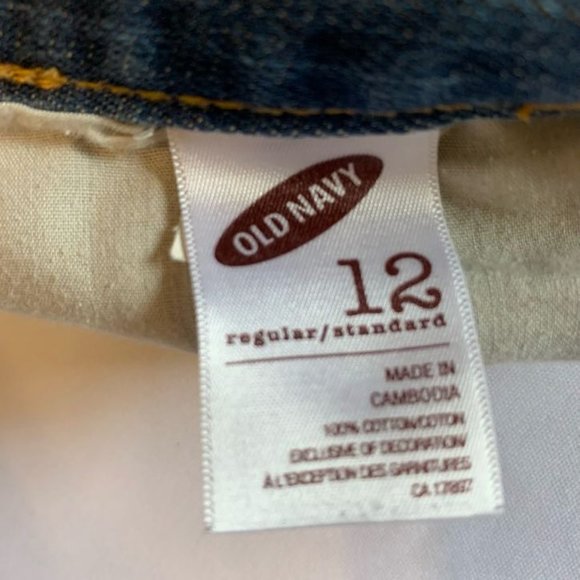 OLD NAVY
12
regular/standard
MADE IN
CAMBODIA
100% COTTON/COTON
EXCLUSIVE OF DECORATION/
À L'EXCEPTION DES GARNITURES
CA 17897